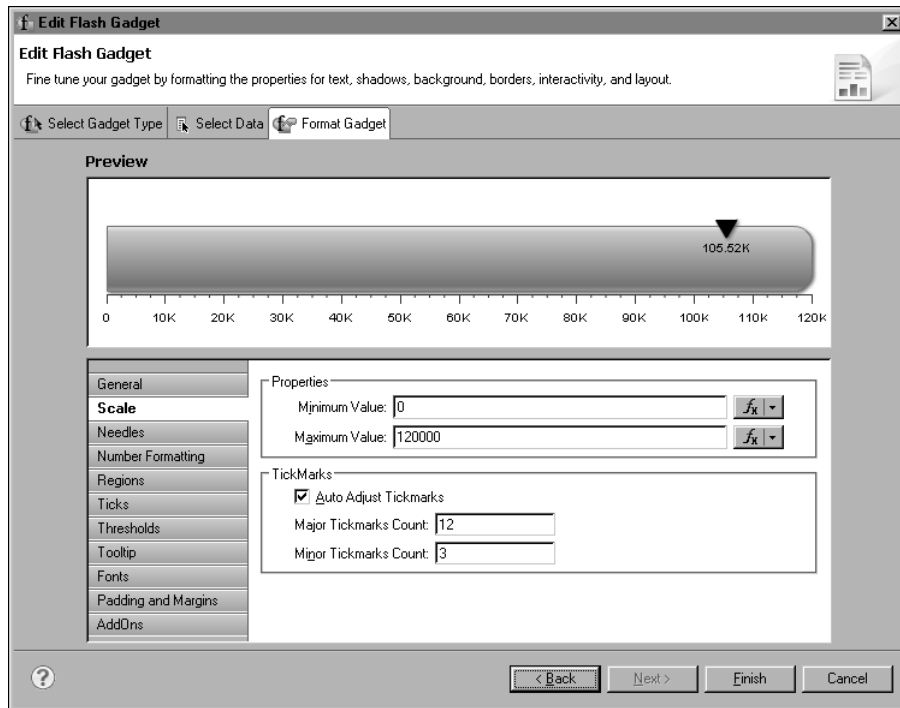 Edit Flash Gadget
Edit Flash Gadget
Fine tune your gadget by formatting the properties for text, shadows, background, borders, interactivity, and layout.
Select Gadget Type Select Data Format Gadget
Preview
105.52K
0 10K 20K 30K 40K 50K 60K 70K 80K 90K 100K 110K 120K
General
Scale
Needles
Number Formatting
Regions
Ticks
Thresholds
Tooltip
Fonts
Padding and Margins
AddOns
Properties
Minimum Value: 0 fx
Maximum Value: 120000 fx
TickMarks
Auto Adjust Tickmarks
Major Tickmarks Count: 12
Minor Tickmarks Count: 3
? < Back Next > Finish Cancel